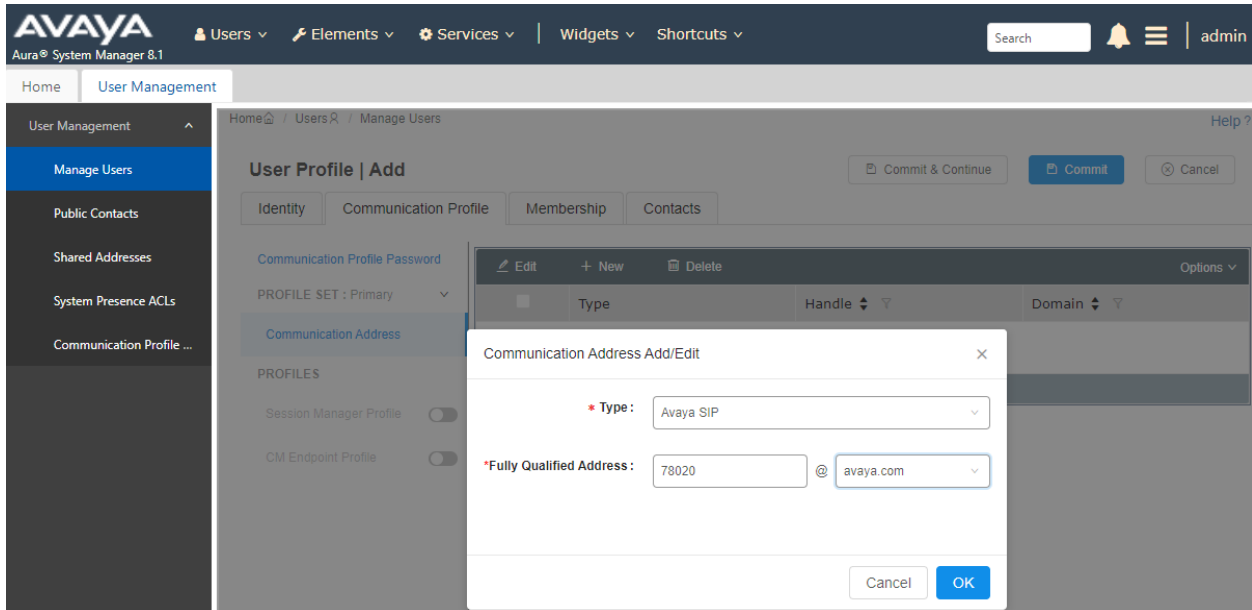 AVAYA
Aura® System Manager 8.1
Users
Elements
Services
Widgets
Shortcuts
Search
admin
Home
User Management
User Management
Manage Users
Public Contacts
Shared Addresses
System Presence ACLs
Communication Profile ...
Home / Users / Manage Users
Help ?
User Profile | Add
Commit & Continue
Commit
Cancel
Identity
Communication Profile
Membership
Contacts
Communication Profile Password
PROFILE SET : Primary
Communication Address
PROFILES
Session Manager Profile
CM Endpoint Profile
Edit
+ New
Delete
Options
Type
Handle
Domain
Communication Address Add/Edit
* Type :
Avaya SIP
*Fully Qualified Address :
78020
@
avaya.com
Cancel
OK